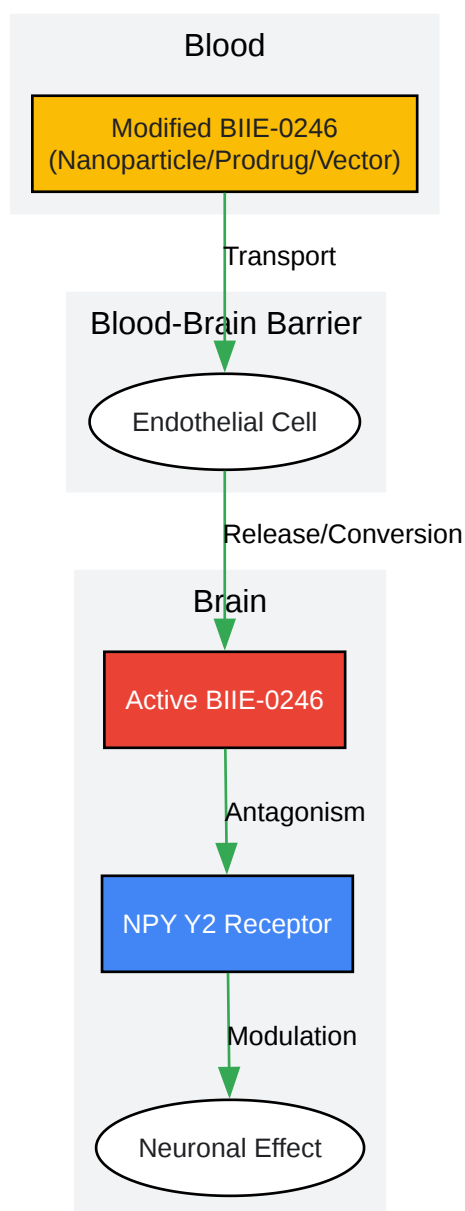 Blood
Modified BIIE-0246
(Nanoparticle/Prodrug/Vector)
Transport
Blood-Brain Barrier
Endothelial Cell
Release/Conversion
Brain
Active BIIE-0246
Antagonism
NPY Y2 Receptor
Modulation
Neuronal Effect